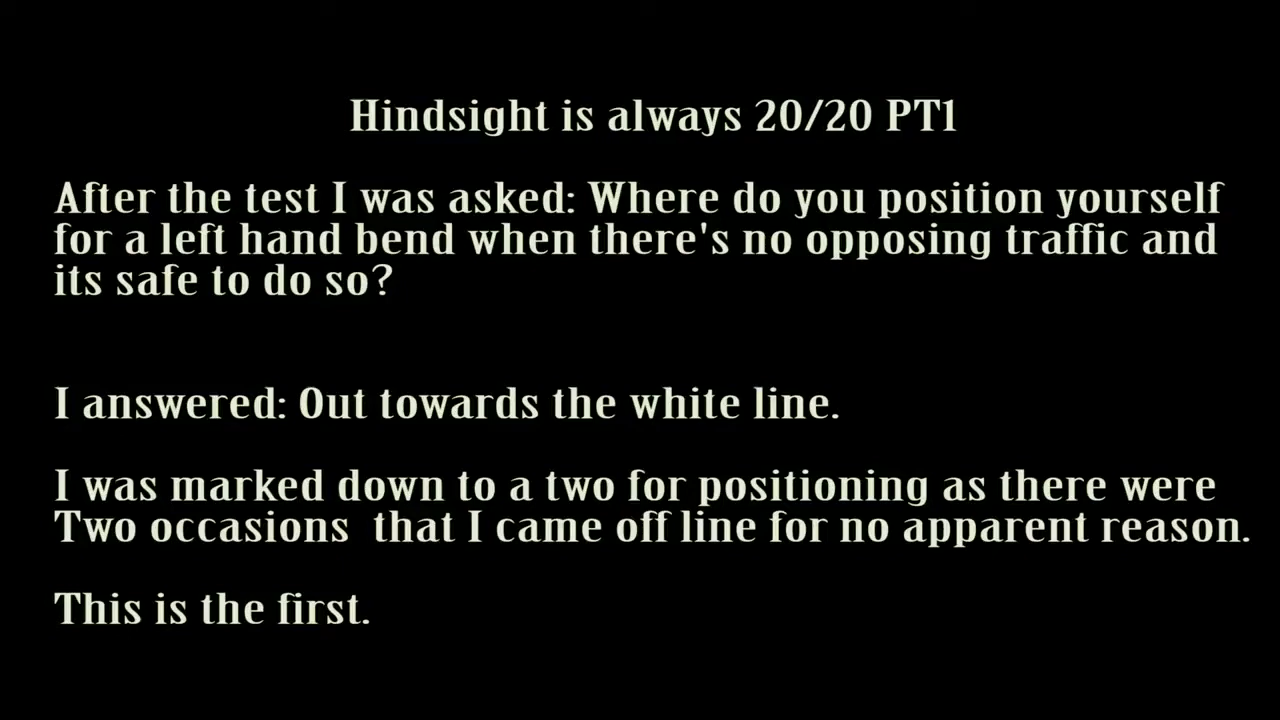 Hindsight is always 20/20 PT1
After the test I was asked: Where do you position yourself
for a left hand bend when there's no opposing traffic and
its safe to do so?
I answered: Out towards the white line.
I was marked down to a two for positioning as there were
Two occasions  that I came off line for no apparent reason.
This is the first.